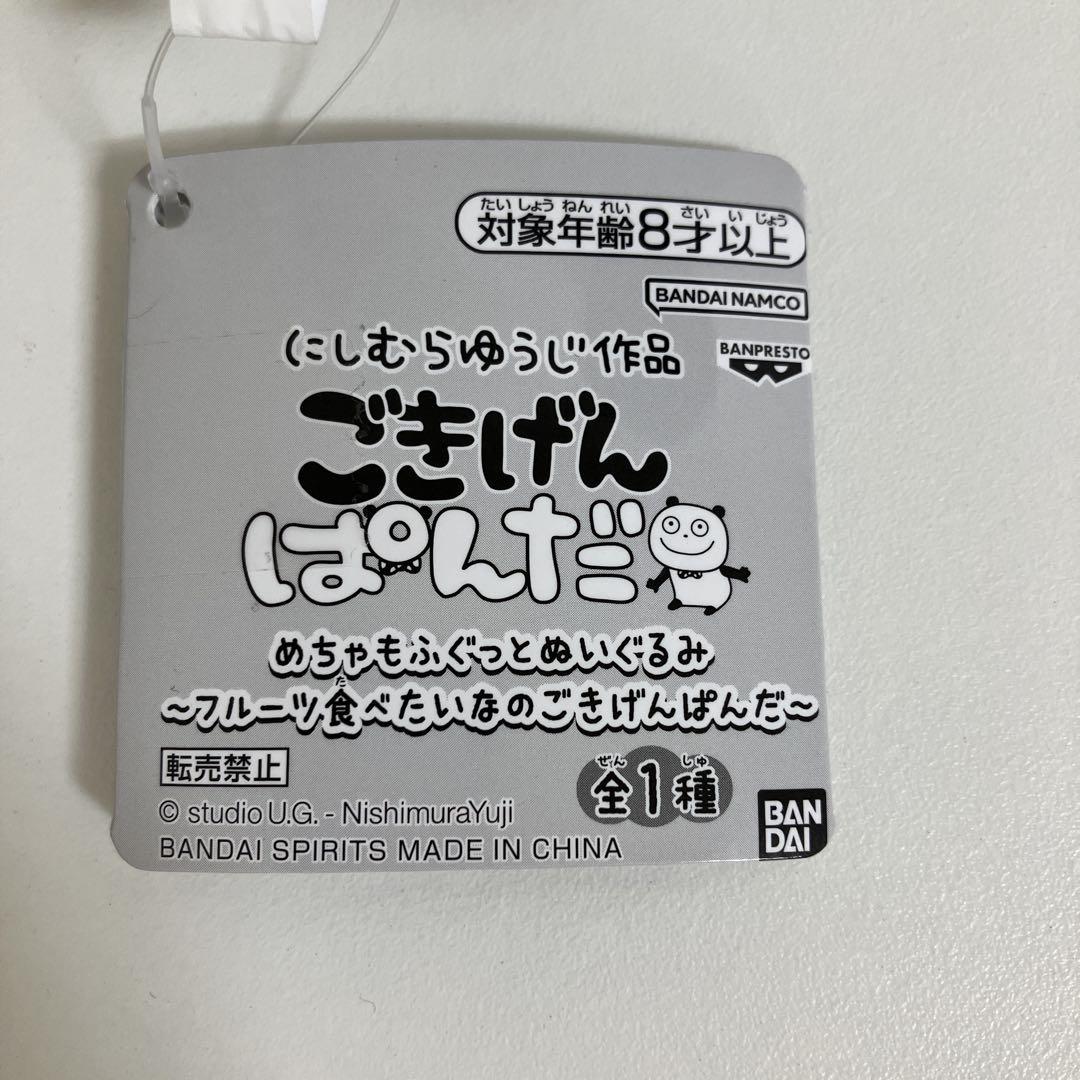 たいしょうねんれい さいいじょう
対象年齢8才以上
BANDAI NAMCO
にしむらゆうじ作品
BANPRESTO
ごきげん
ぱんだ
めちゃもふぐっとぬいぐるみ
た
～フルーツ食べたいなのごきげんぱんだ～
転売禁止
ぜん しゅ
全1種
© studio U.G. - NishimuraYuji
BANDAI SPIRITS MADE IN CHINA
BAN
DAI